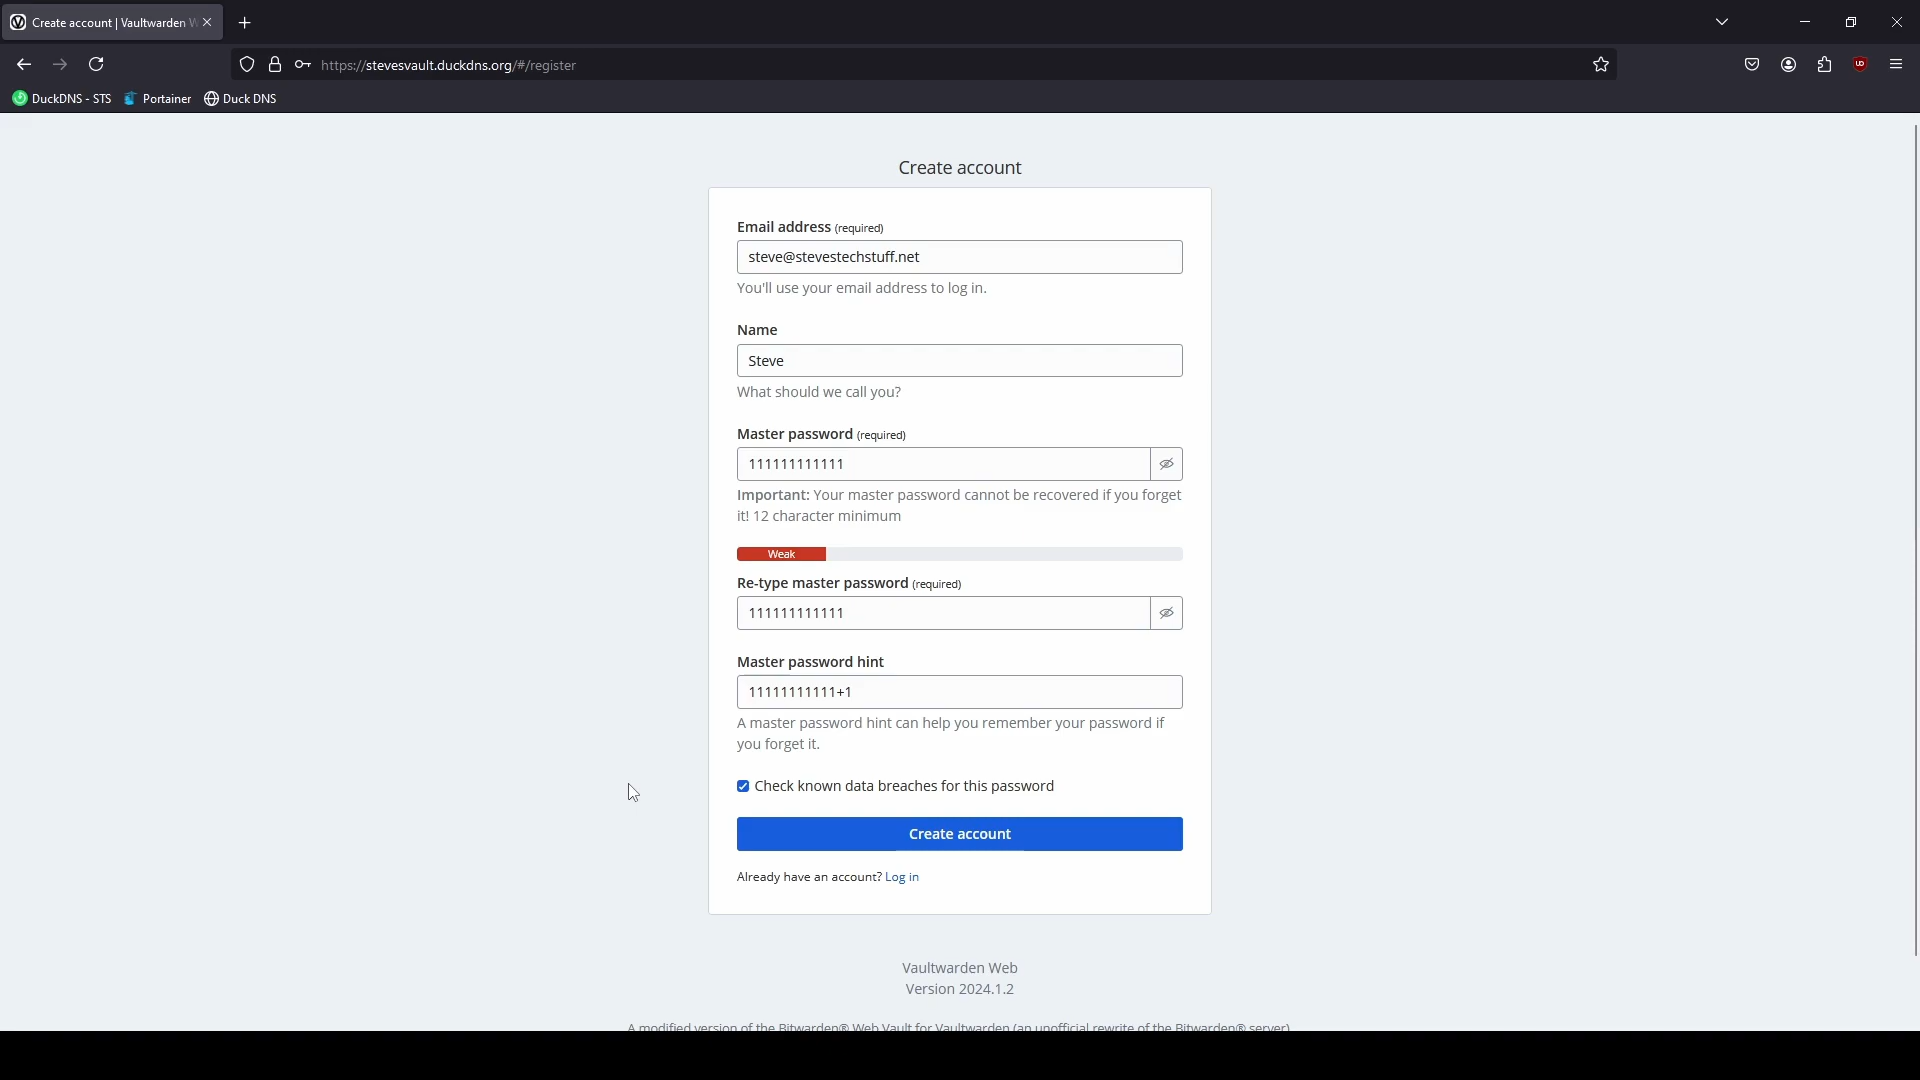 Create account | Vaultwarden W
https://stevesvault.duckdns.org/#/register
DuckDNS - STS Portainer Duck DNS
Create account
Email address (required)
steve@stevestechstuff.net
You'll use your email address to log in.
Name
Steve
What should we call you?
Master password (required)
111111111111
Important: Your master password cannot be recovered if you forget
it! 12 character minimum
Weak
Re-type master password (required)
111111111111
Master password hint
11111111111+1
A master password hint can help you remember your password if
you forget it.
Check known data breaches for this password
Create account
Already have an account? Log in
Vaultwarden Web
Version 2024.1.2
A modified version of the Bitwarden® Web Vault for Vaultwarden (an unofficial rewrite of the Bitwarden® server).